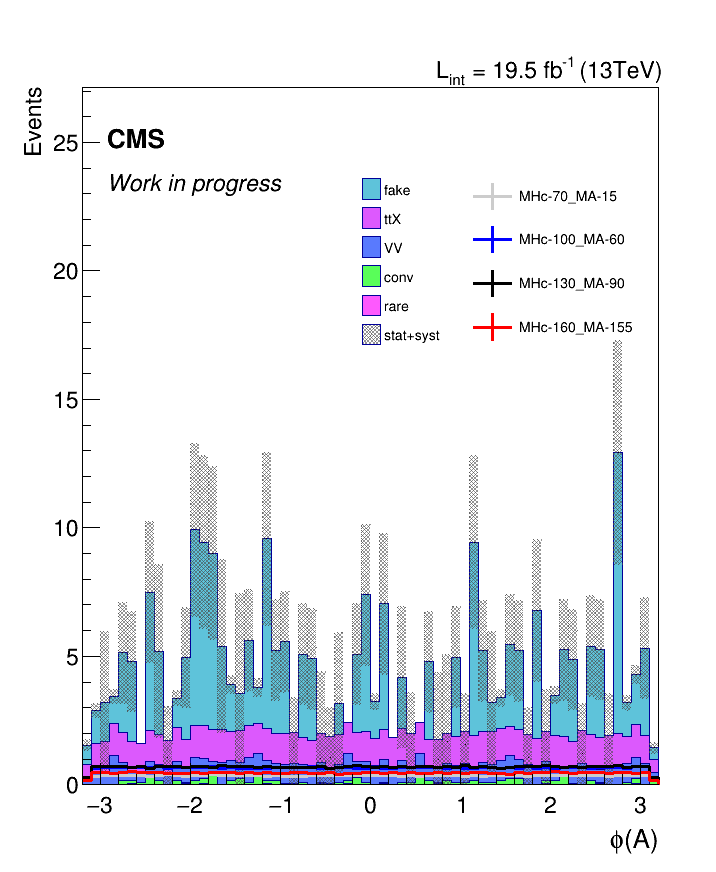 L_int = 19.5 fb^-1 (13TeV)
Events
CMS
Work in progress
fake
ttX
VV
conv
rare
stat+syst
MHc-70_MA-15
MHc-100_MA-60
MHc-130_MA-90
MHc-160_MA-155
25
20
15
10
5
0
−3 −2 −1 0 1 2 3
ϕ(A)